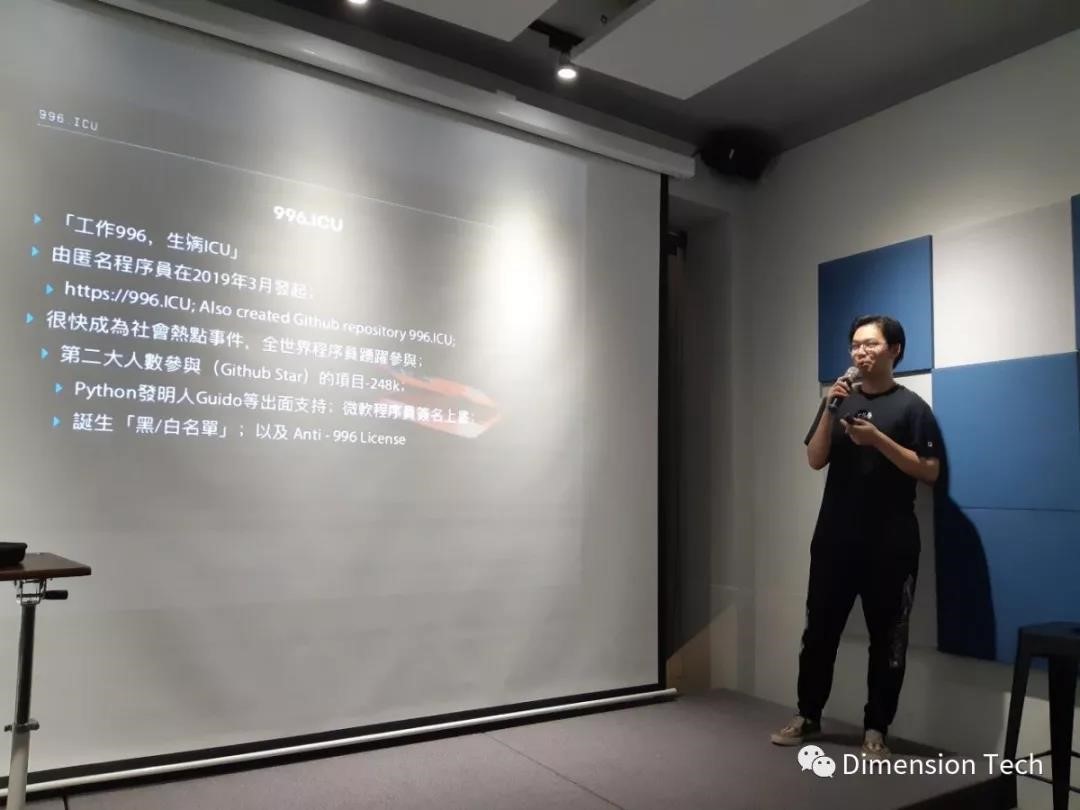 996.ICU
996.ICU
「工作996，生病ICU」
由匿名程序員在2019年3月發起；
https://996.ICU; Also created Github repository 996.ICU;
很快成為社會熱點事件，全世界程序員踴躍參與；
第二大人數參與（Github Star）的項目-248k；
Python發明人Guido等出面支持；微軟程序員簽名上書；
誕生「黑/白名單」；以及 Anti - 996 License
Dimension Tech